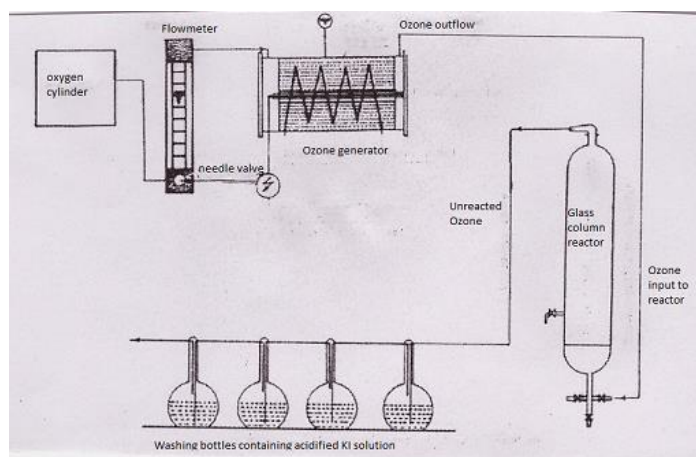 Flowmeter
Ozone outflow
oxygen
cylinder
Ozone generator
needle valve
Unreacted
Ozone
Glass
column
reactor
Ozone
input to
reactor
Washing bottles containing acidified KI solution